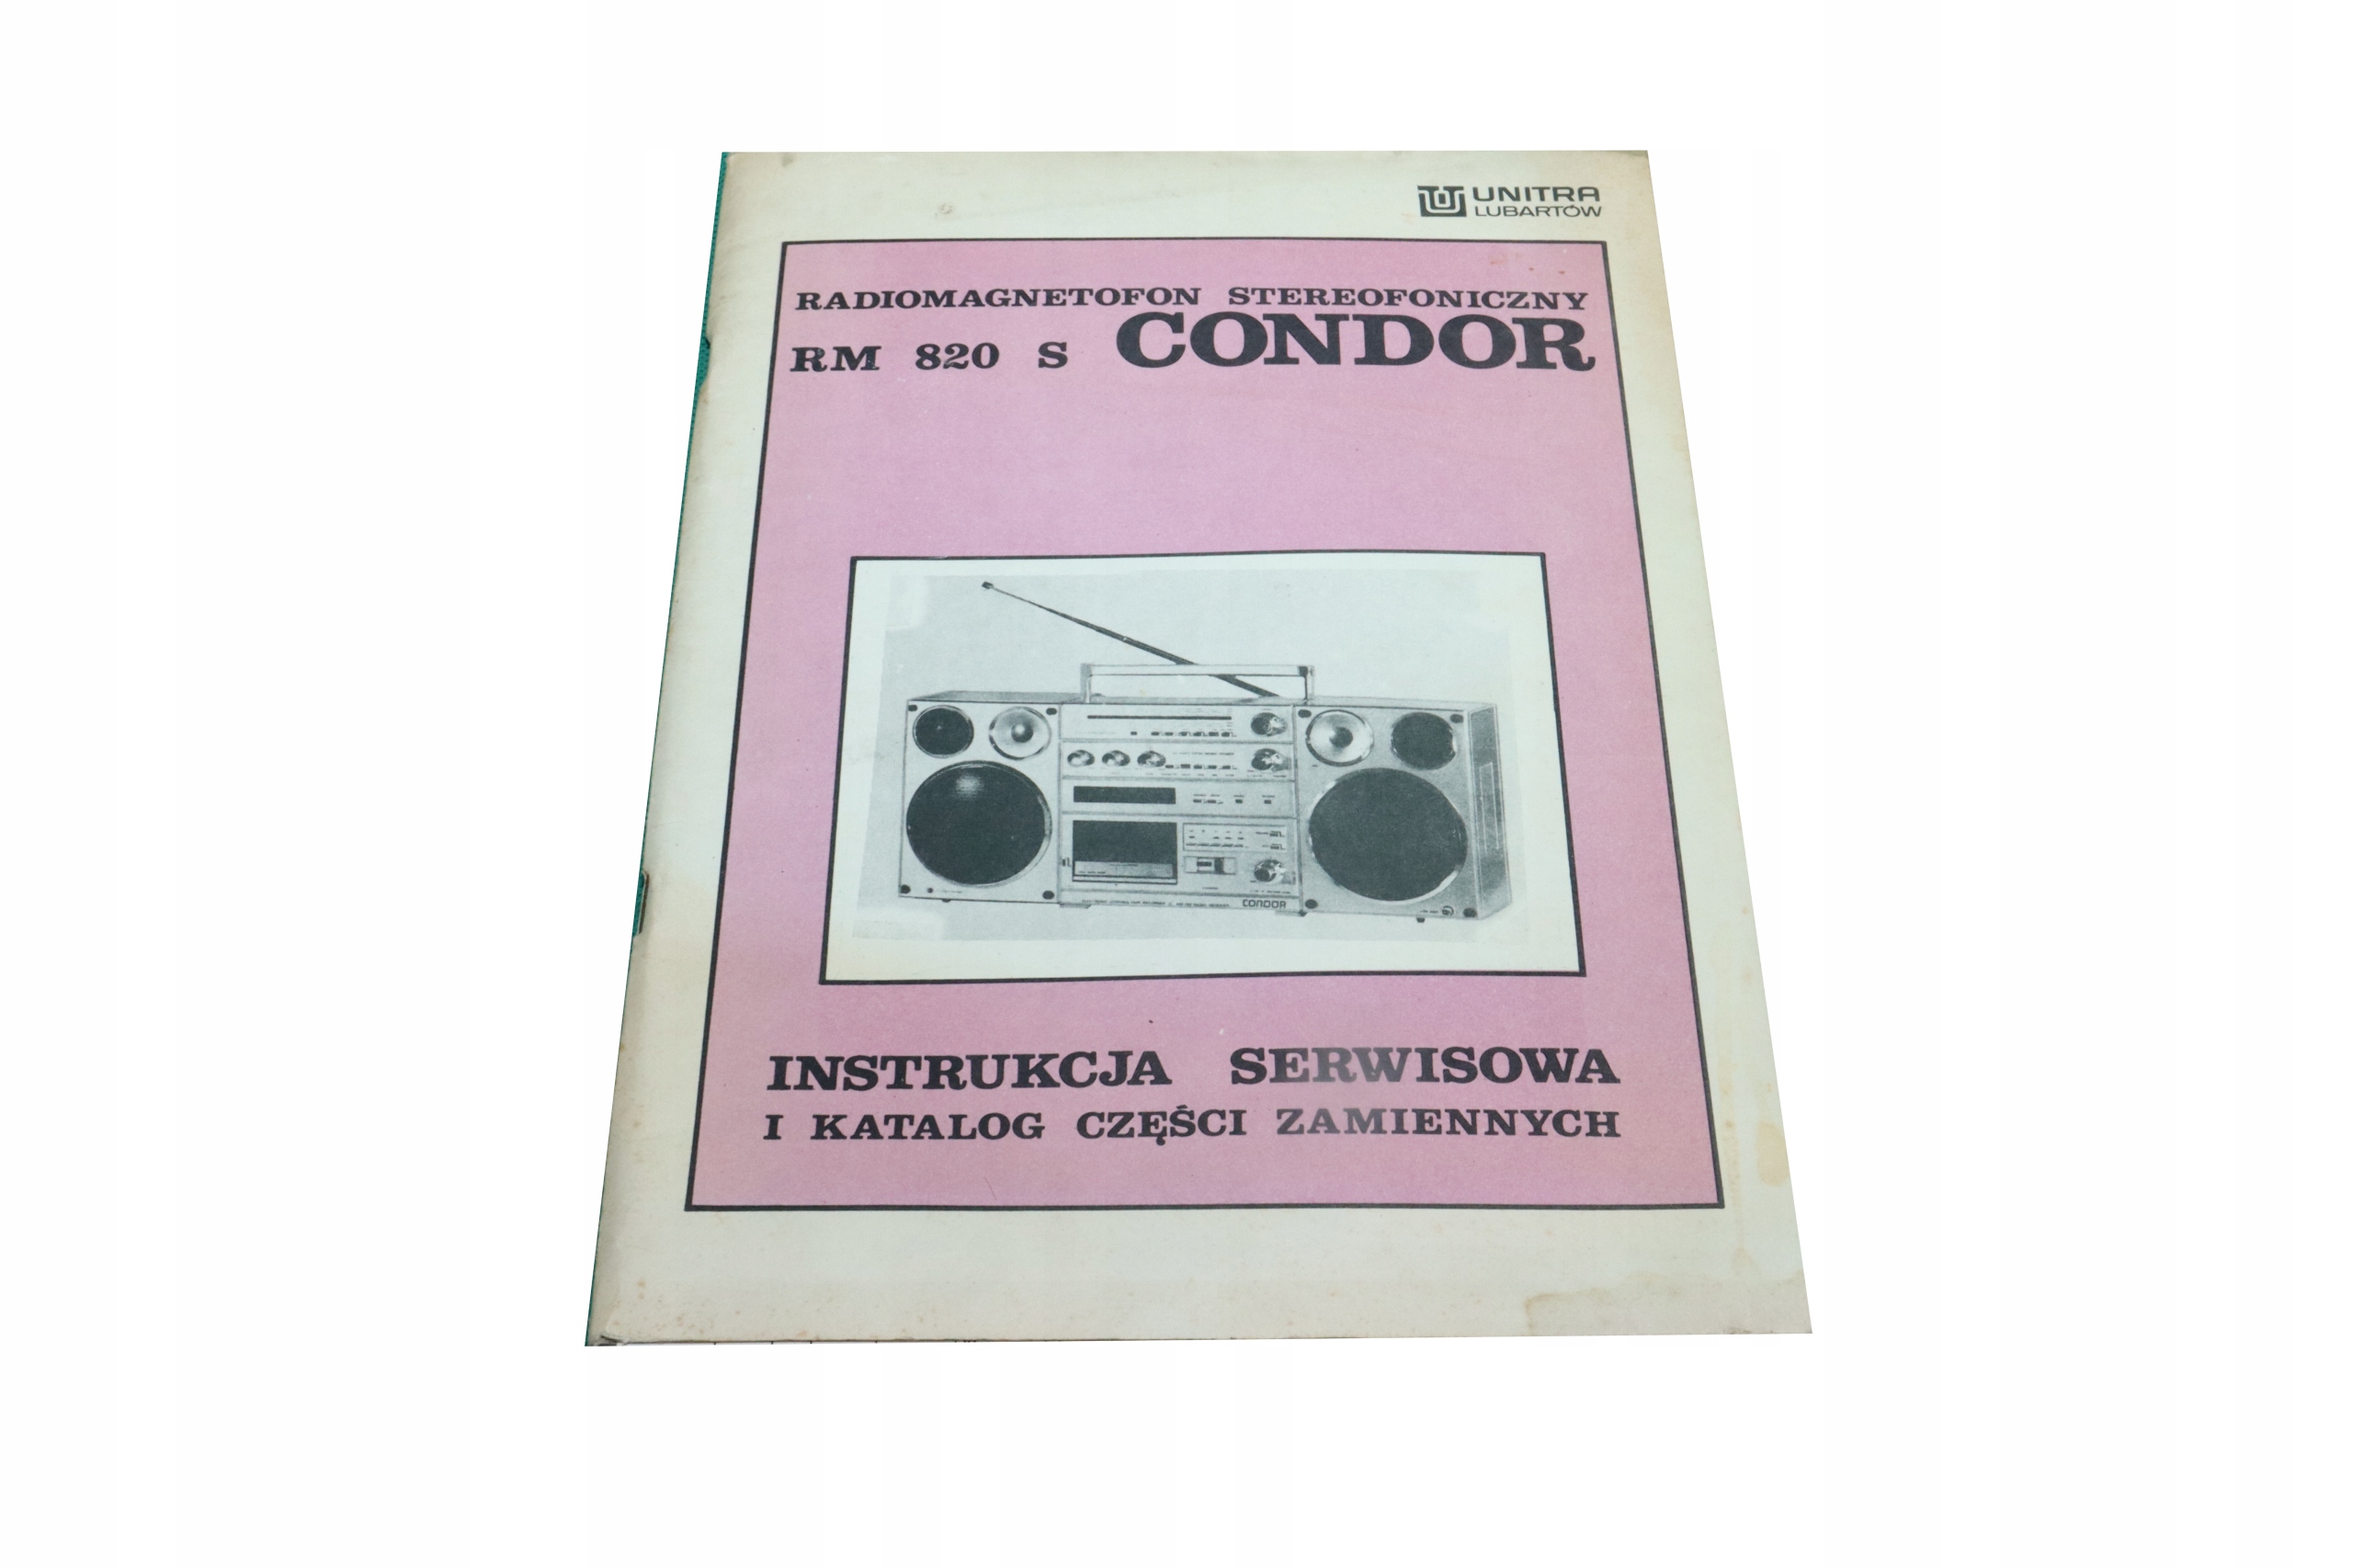 UNITRA
LUBARTÓW
RADIOMAGNETOFON STEREOFONICZNY
RM 820 S CONDOR
CONDOR
INSTRUKCJA SERWISOWA
I KATALOG CZĘŚCI ZAMIENNYCH